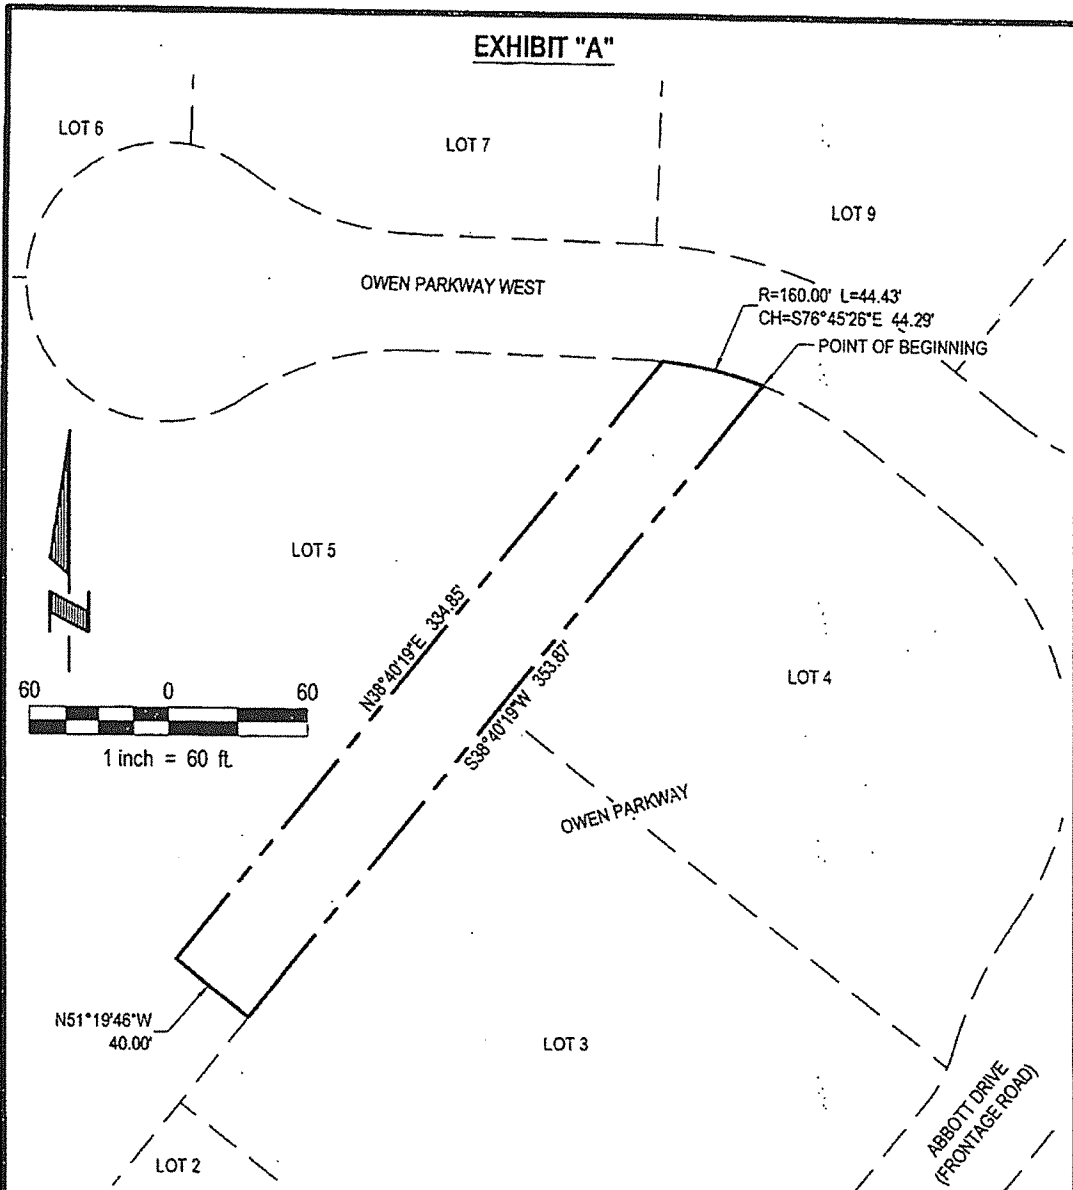 EXHIBIT "A"
LOT 6
LOT 7
LOT 9
OWEN PARKWAY WEST
R=160.00' L=44.43'
CH=S76°45'26"E 44.29'
POINT OF BEGINNING
LOT 5
N38°40'19"E 334.85'
S38°40'19"W 353.87'
LOT 4
60 0 60
1 inch = 60 ft.
OWEN PARKWAY
N51°19'46"W
40.00'
LOT 3
ABBOTT DRIVE
(FRONTAGE ROAD)
LOT 2